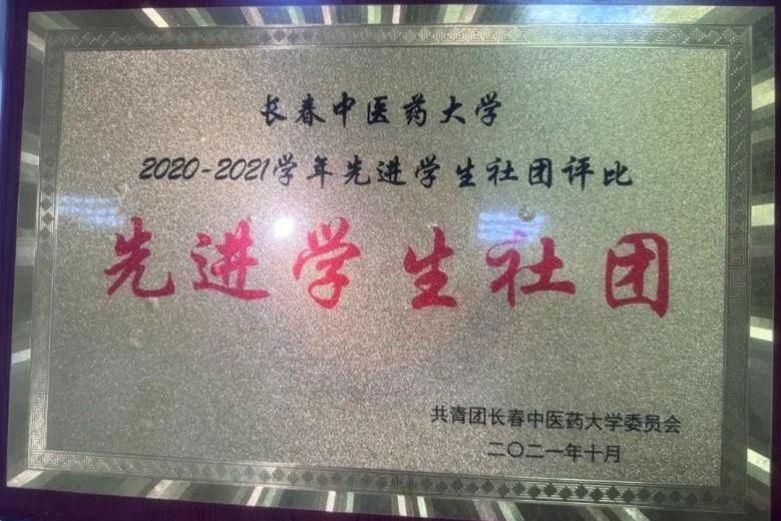 长春中医药大学
2020-2021学年先进学生社团评比
先进学生社团
共青团长春中医药大学委员会
二〇二一年十月